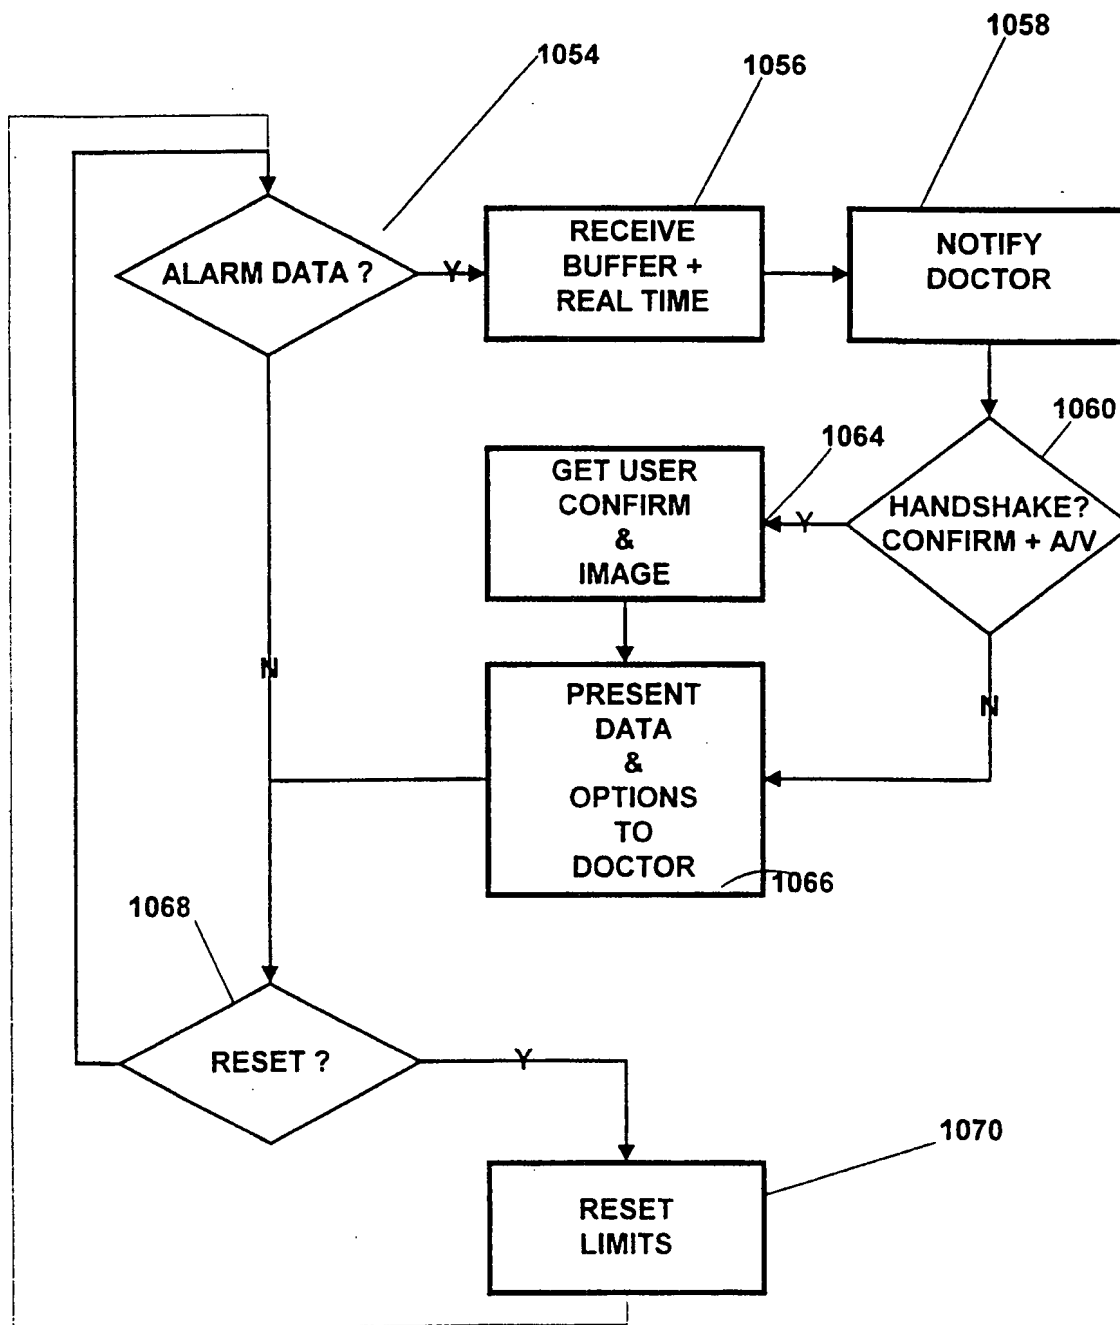 1054
1056
1058
ALARM DATA ?
Y
RECEIVE
BUFFER +
REAL TIME
NOTIFY
DOCTOR
1060
1064
GET USER
CONFIRM
&
IMAGE
Y
HANDSHAKE?
CONFIRM + A/V
N
N
PRESENT
DATA
&
OPTIONS
TO
DOCTOR
1066
1068
RESET ?
Y
1070
RESET
LIMITS